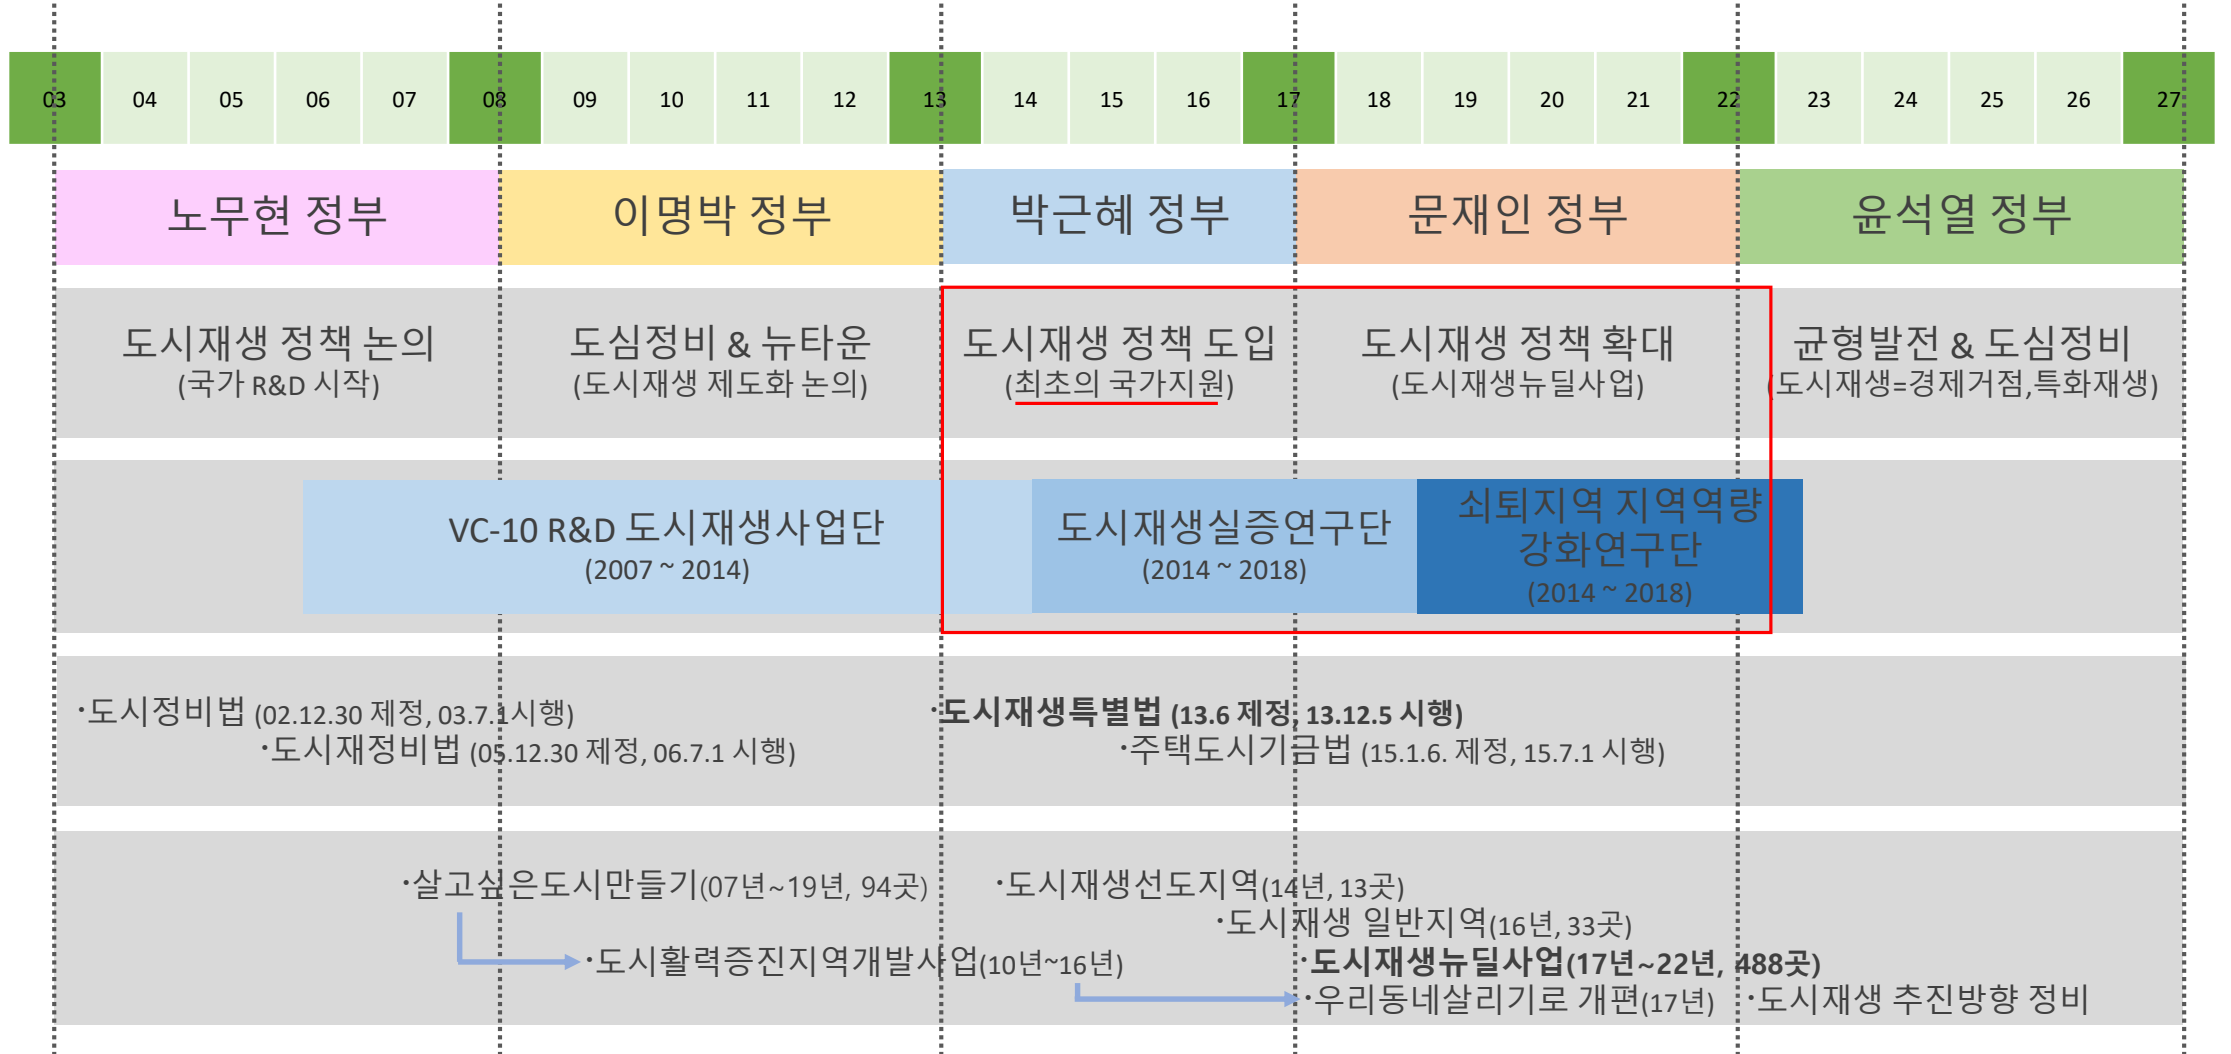 03 04 05 06 07 08 09 10 11 12 13 14 15 16 17 18 19 20 21 22 23 24 25 26 27
노무현 정부 이명박 정부 박근혜 정부 문재인 정부 윤석열 정부
도시재생 정책 논의 도심정비 & 뉴타운 도시재생 정책 도입 도시재생 정책 확대 균형발전 & 도심정비
(국가 R&D 시작) (도시재생 제도화 논의) (최초의 국가지원) (도시재생뉴딜사업) (도시재생=경제거점,특화재생)
VC-10 R&D 도시재생사업단
(2007 ~ 2014)
도시재생실증연구단
(2014 ~ 2018)
쇠퇴지역 지역역량
강화연구단
(2014 ~ 2018)
·도시정비법 (02.12.30 제정, 03.7.1시행) ·도시재생특별법 (13.6 제정, 13.12.5 시행)
·도시재정비법 (05.12.30 제정, 06.7.1 시행) ·주택도시기금법 (15.1.6. 제정, 15.7.1 시행)
·살고싶은도시만들기(07년~19년, 94곳) ·도시재생선도지역(14년, 13곳)
·도시재생 일반지역(16년, 33곳)
·도시활력증진지역개발사업(10년~16년) ·도시재생뉴딜사업(17년~22년, 488곳)
·우리동네살리기로 개편(17년) ·도시재생 추진방향 정비